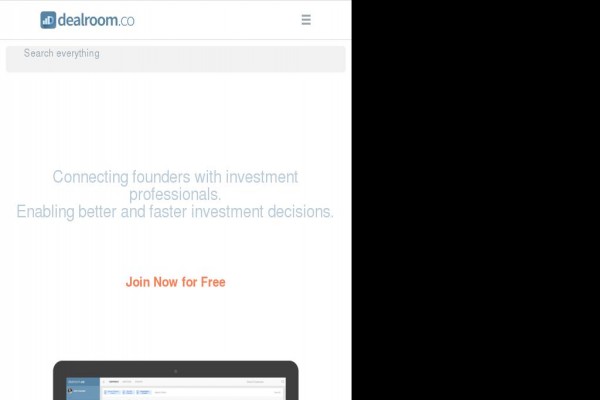 dealroom.co
Search everything
Connecting founders with investment
professionals.
Enabling better and faster investment decisions.
Join Now for Free